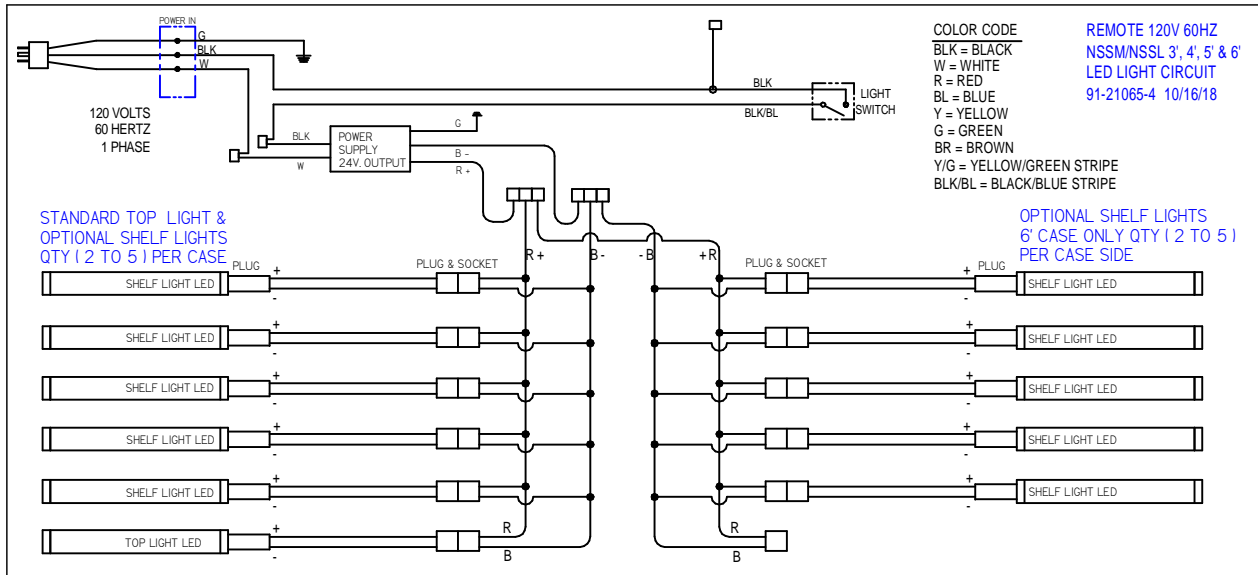 POWER IN
G
BLK
W
120 VOLTS
60 HERTZ
1 PHASE
BLK
W
POWER
SUPPLY
24V. OUTPUT
G
B -
R +
BLK
BLK/BL
LIGHT
SWITCH
COLOR CODE
BLK = BLACK
W = WHITE
R = RED
BL = BLUE
Y = YELLOW
G = GREEN
BR = BROWN
Y/G = YELLOW/GREEN STRIPE
BLK/BL = BLACK/BLUE STRIPE
REMOTE 120V 60HZ
NSSM/NSSL 3', 4', 5' & 6'
LED LIGHT CIRCUIT
91-21065-4 10/16/18
STANDARD TOP LIGHT &
OPTIONAL SHELF LIGHTS
QTY ( 2 TO 5 ) PER CASE
OPTIONAL SHELF LIGHTS
6' CASE ONLY QTY ( 2 TO 5 )
PER CASE SIDE
R+ B- -B +R
PLUG + PLUG & SOCKET PLUG & SOCKET + PLUG
SHELF LIGHT LED - - SHELF LIGHT LED
+ +
SHELF LIGHT LED - - SHELF LIGHT LED
+ +
SHELF LIGHT LED - - SHELF LIGHT LED
+ +
SHELF LIGHT LED - - SHELF LIGHT LED
+ +
SHELF LIGHT LED - - SHELF LIGHT LED
+ R R
TOP LIGHT LED - B B